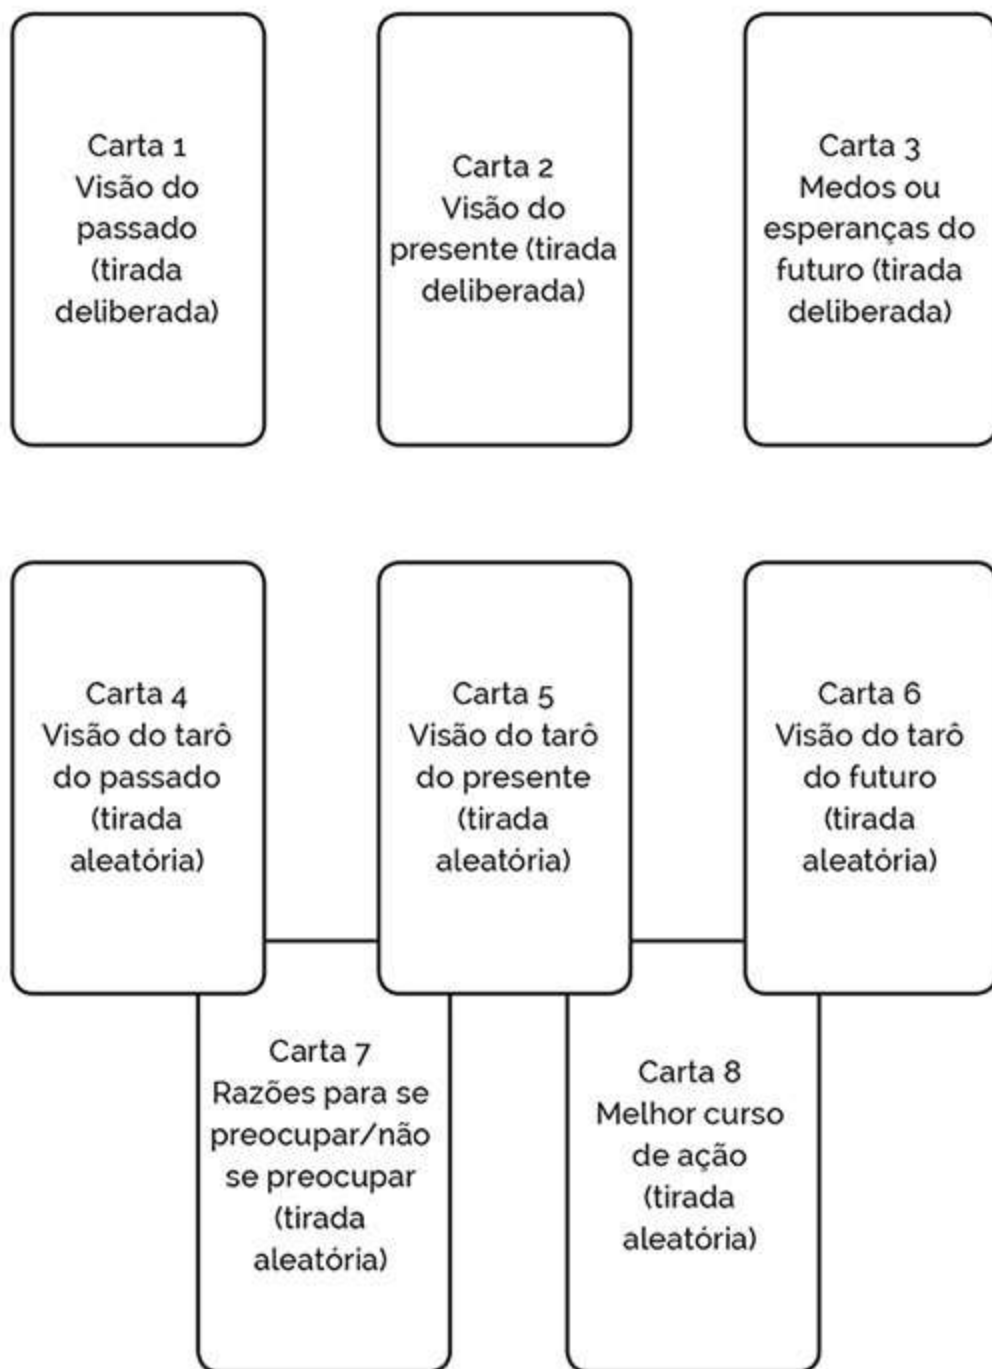 Carta 1
Visão do
passado
(tirada
deliberada)
Carta 2
Visão do
presente (tirada
deliberada)
Carta 3
Medos ou
esperanças do
futuro (tirada
deliberada)
Carta 4
Visão do tarô
do passado
(tirada
aleatória)
Carta 5
Visão do tarô
do presente
(tirada
aleatória)
Carta 6
Visão do tarô
do futuro
(tirada
aleatória)
Carta 7
Razões para se
preocupar/não
se preocupar
(tirada
aleatória)
Carta 8
Melhor curso
de ação
(tirada
aleatória)